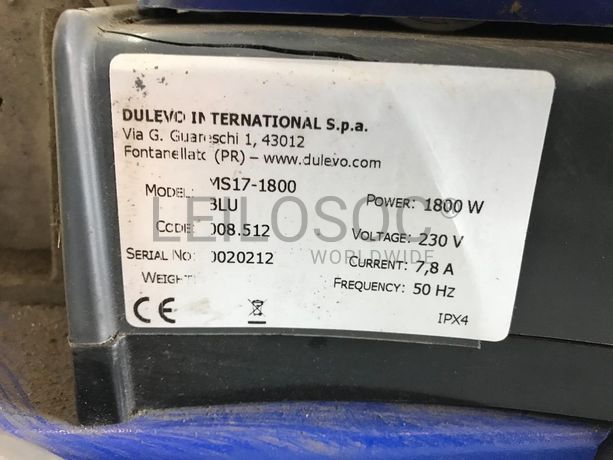 DULEVO INTERNATIONAL S.p.a.
Via G. Guareschi 1, 43012
Fontanellato (PR) – www.dulevo.com
MODEL: MS17-1800
BLU
CODE: 008.512
SERIAL NO: 0020212
WEIGHT:
POWER: 1800 W
VOLTAGE: 230 V
CURRENT: 7,8 A
FREQUENCY: 50 HZ
CE
IPX4
LEILOSOC®
WORLDWIDE